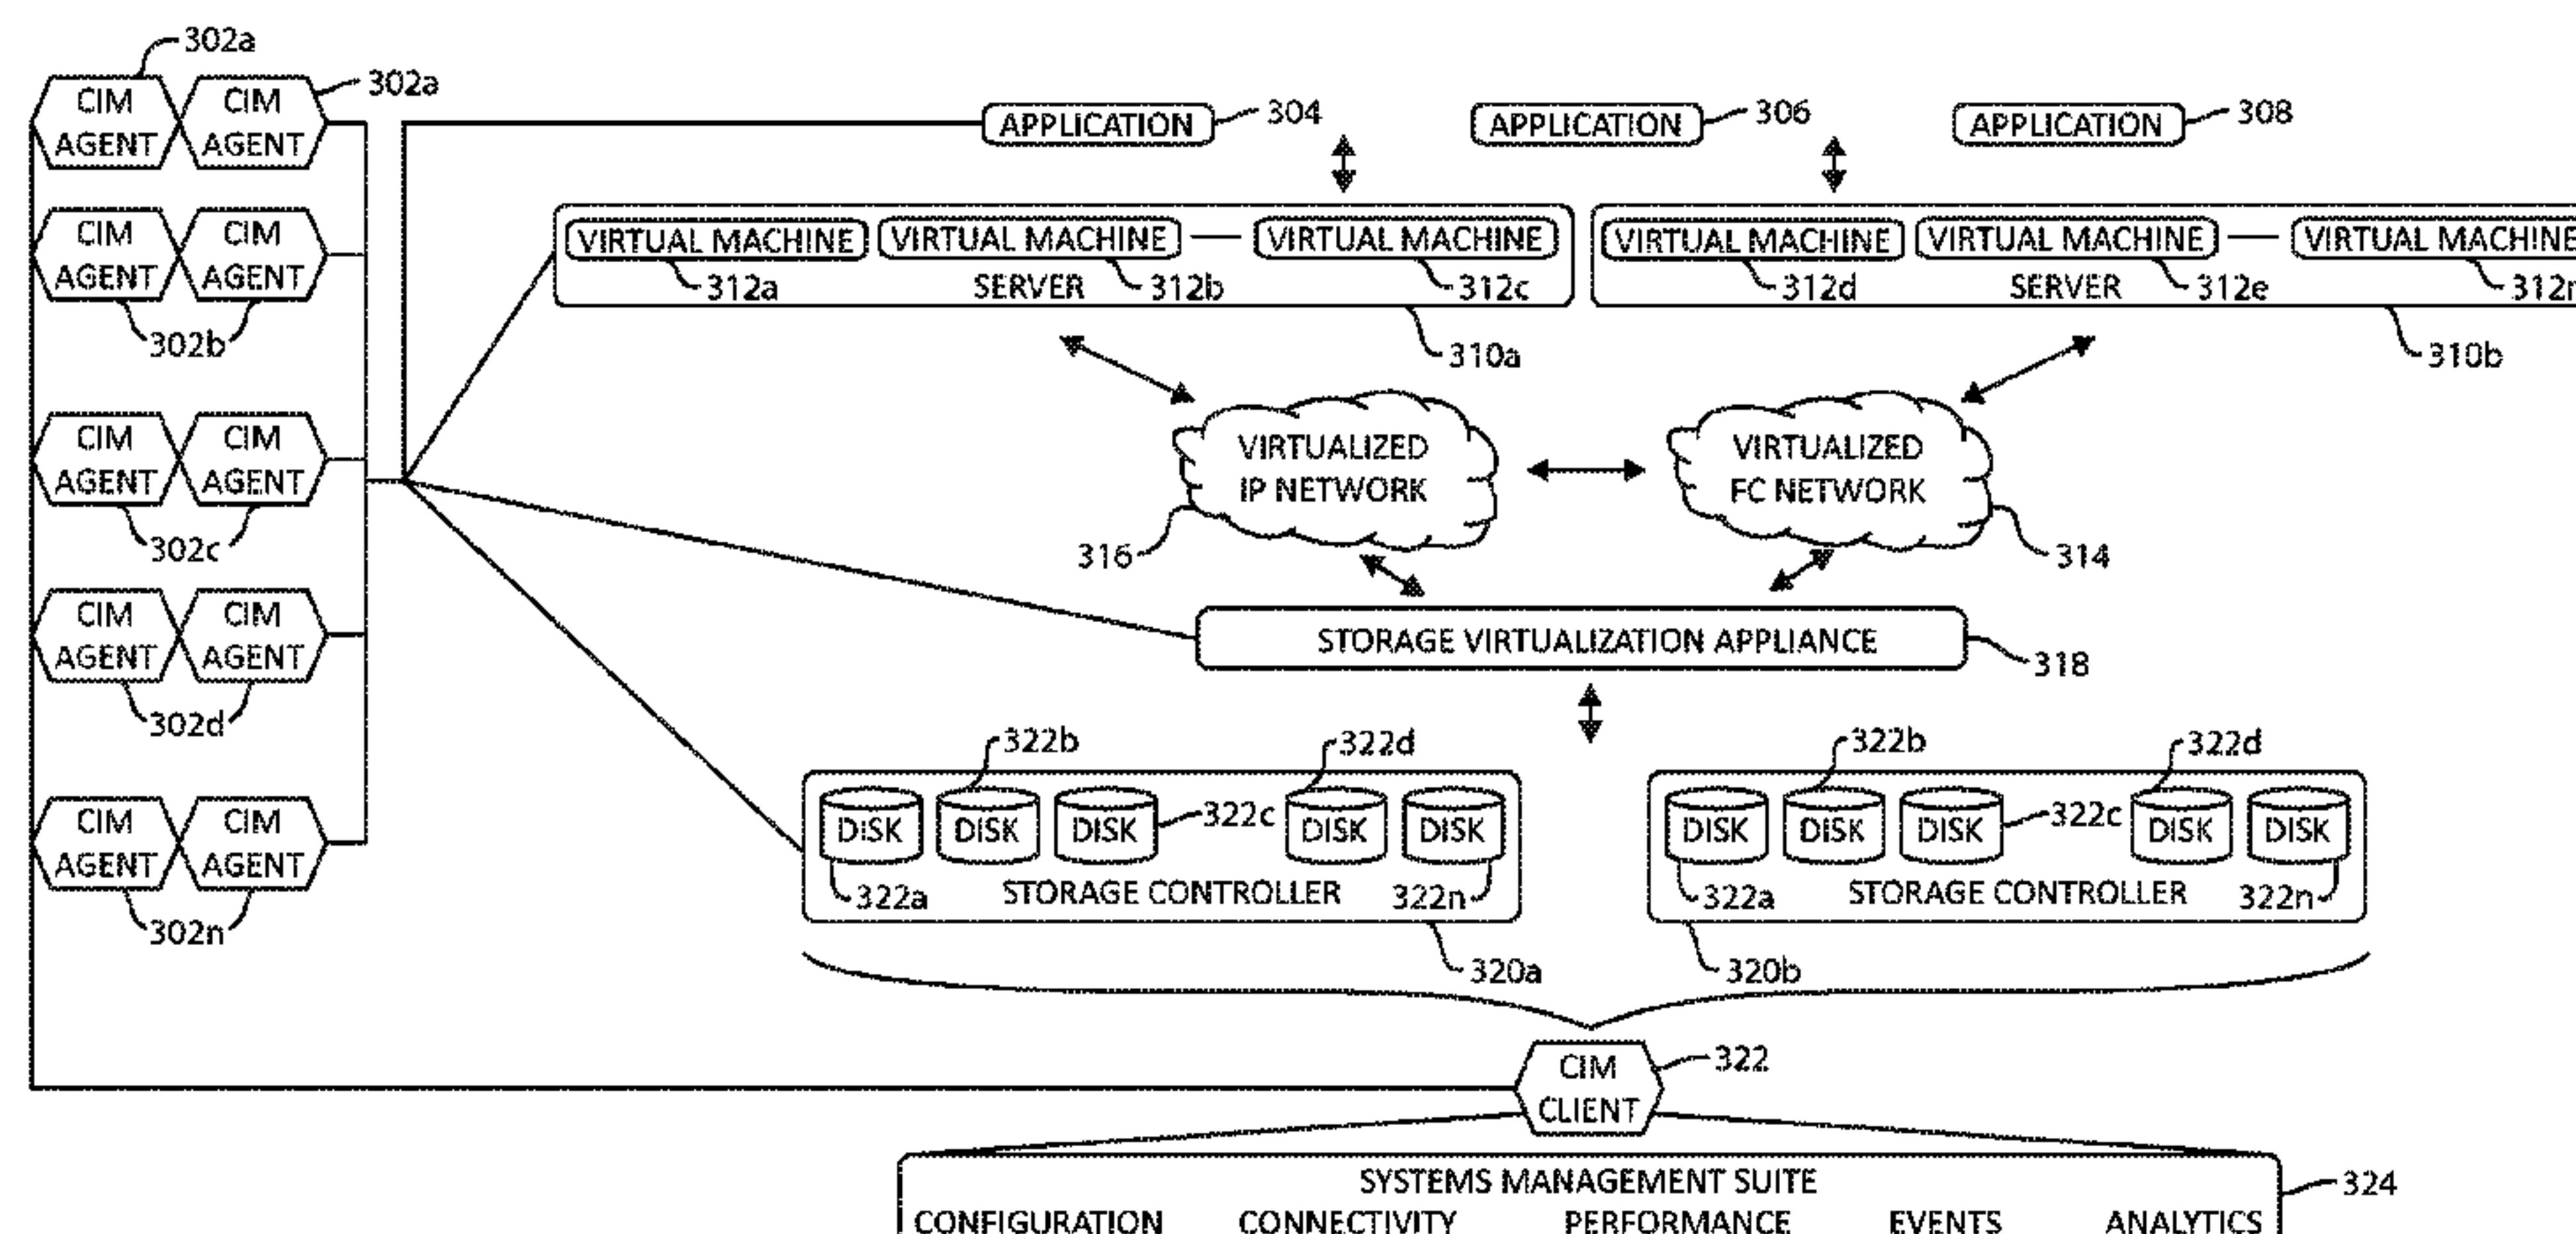 302a
302a
CIM
AGENT
CIM
AGENT
APPLICATION
304
APPLICATION
306
APPLICATION
308
CIM
AGENT
CIM
AGENT
302b
VIRTUAL MACHINE
VIRTUAL MACHINE
VIRTUAL MACHINE
312a
SERVER
312b
312c
310a
VIRTUAL MACHINE
VIRTUAL MACHINE
VIRTUAL MACHINE
312d
SERVER
312e
310b
CIM
AGENT
CIM
AGENT
302c
VIRTUALIZED
IP NETWORK
316
VIRTUALIZED
FC NETWORK
314
CIM
AGENT
CIM
AGENT
302d
STORAGE VIRTUALIZATION APPLIANCE
318
CIM
AGENT
CIM
AGENT
302n
322b
322d
DISK
DISK
DISK
322c
DISK
DISK
322a
STORAGE CONTROLLER
322n
320a
322b
322d
DISK
DISK
DISK
322c
DISK
DISK
322a
STORAGE CONTROLLER
322n
320b
CIM
CLIENT
322
SYSTEMS MANAGEMENT SUITE
324
CONFIGURATION CONNECTIVITY PERFORMANCE EVENTS ANALYTICS